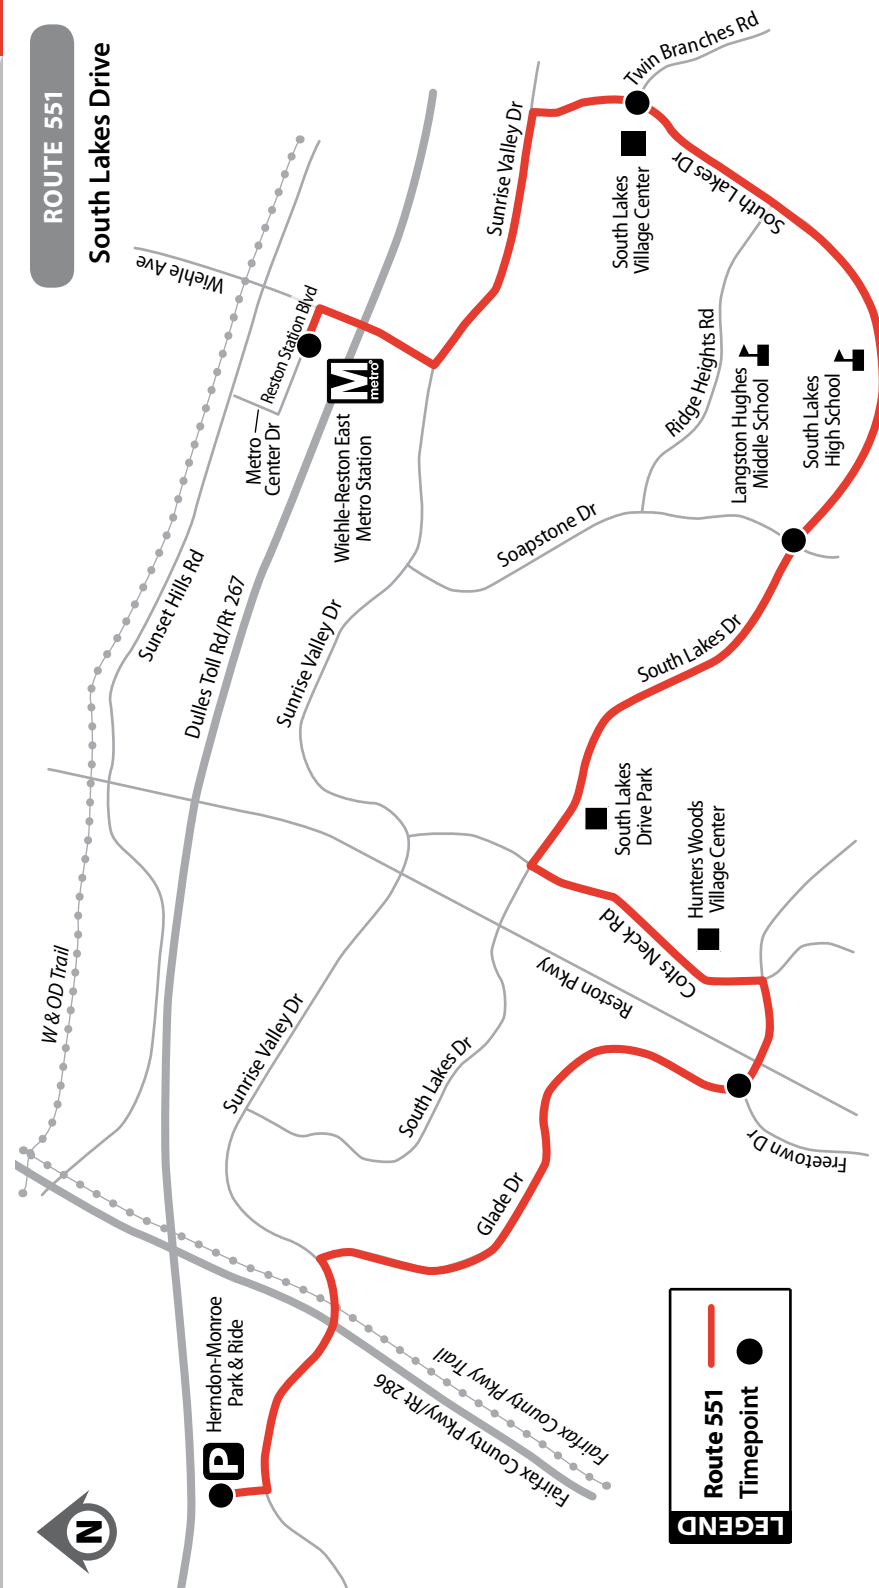 ROUTE 551
South Lakes Drive
N
Herndon-Monroe
Park & Ride
P
Fairfax County Pkwy/Rt 286
Fairfax County Pkwy Trail
W & OD Trail
Sunset Hills Rd
Dulles Toll Rd/Rt 267
Sunrise Valley Dr
Sunrise Valley Dr
Sunrise Valley Dr
Wiehle Ave
Reston Station Blvd
Metro
Center Dr
M
metro®
Wiehle-Reston East
Metro Station
Glade Dr
South Lakes Dr
Reston Pkwy
Freetown Dr
Colts Neck Rd
Hunters Woods
Village Center
South Lakes
Drive Park
South Lakes Dr
Soapstone Dr
Ridge Heights Rd
Langston Hughes
Middle School
South Lakes
High School
South Lakes Dr
South Lakes
Village Center
Twin Branches Rd
LEGEND
Route 551
Timepoint